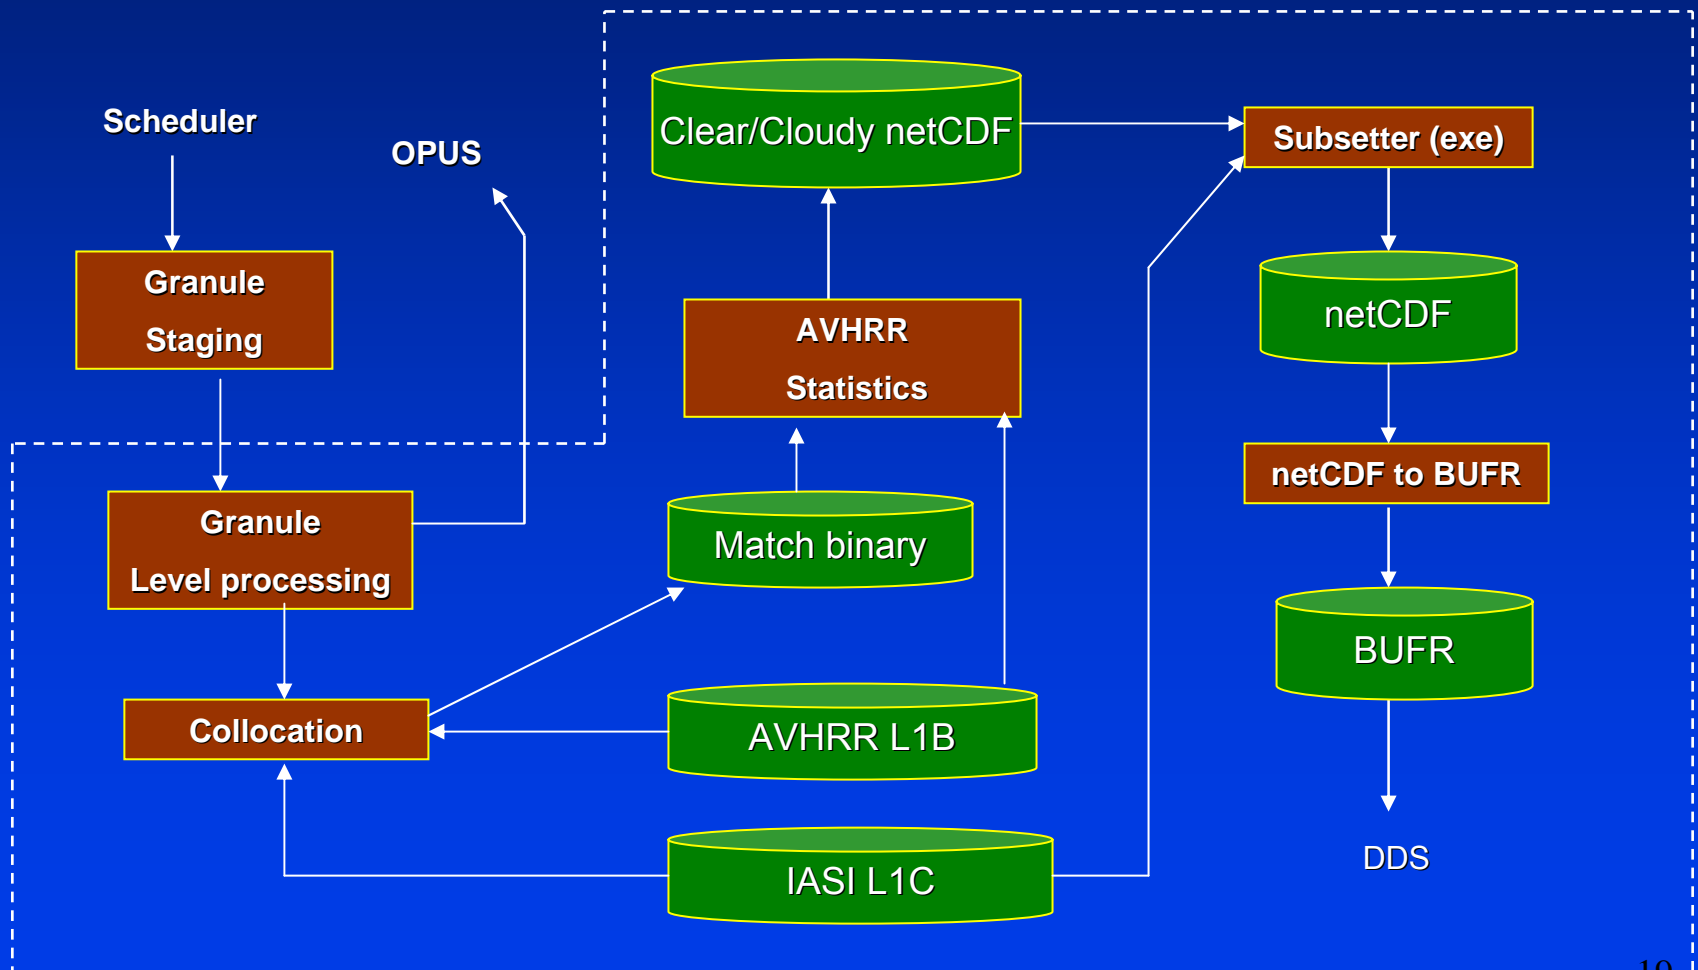 Scheduler
OPUS
Granule
Staging
Granule
Level processing
Collocation
Clear/Cloudy netCDF
AVHRR
Statistics
Match binary
AVHRR L1B
IASI L1C
Subsetter (exe)
netCDF
netCDF to BUFR
BUFR
DDS